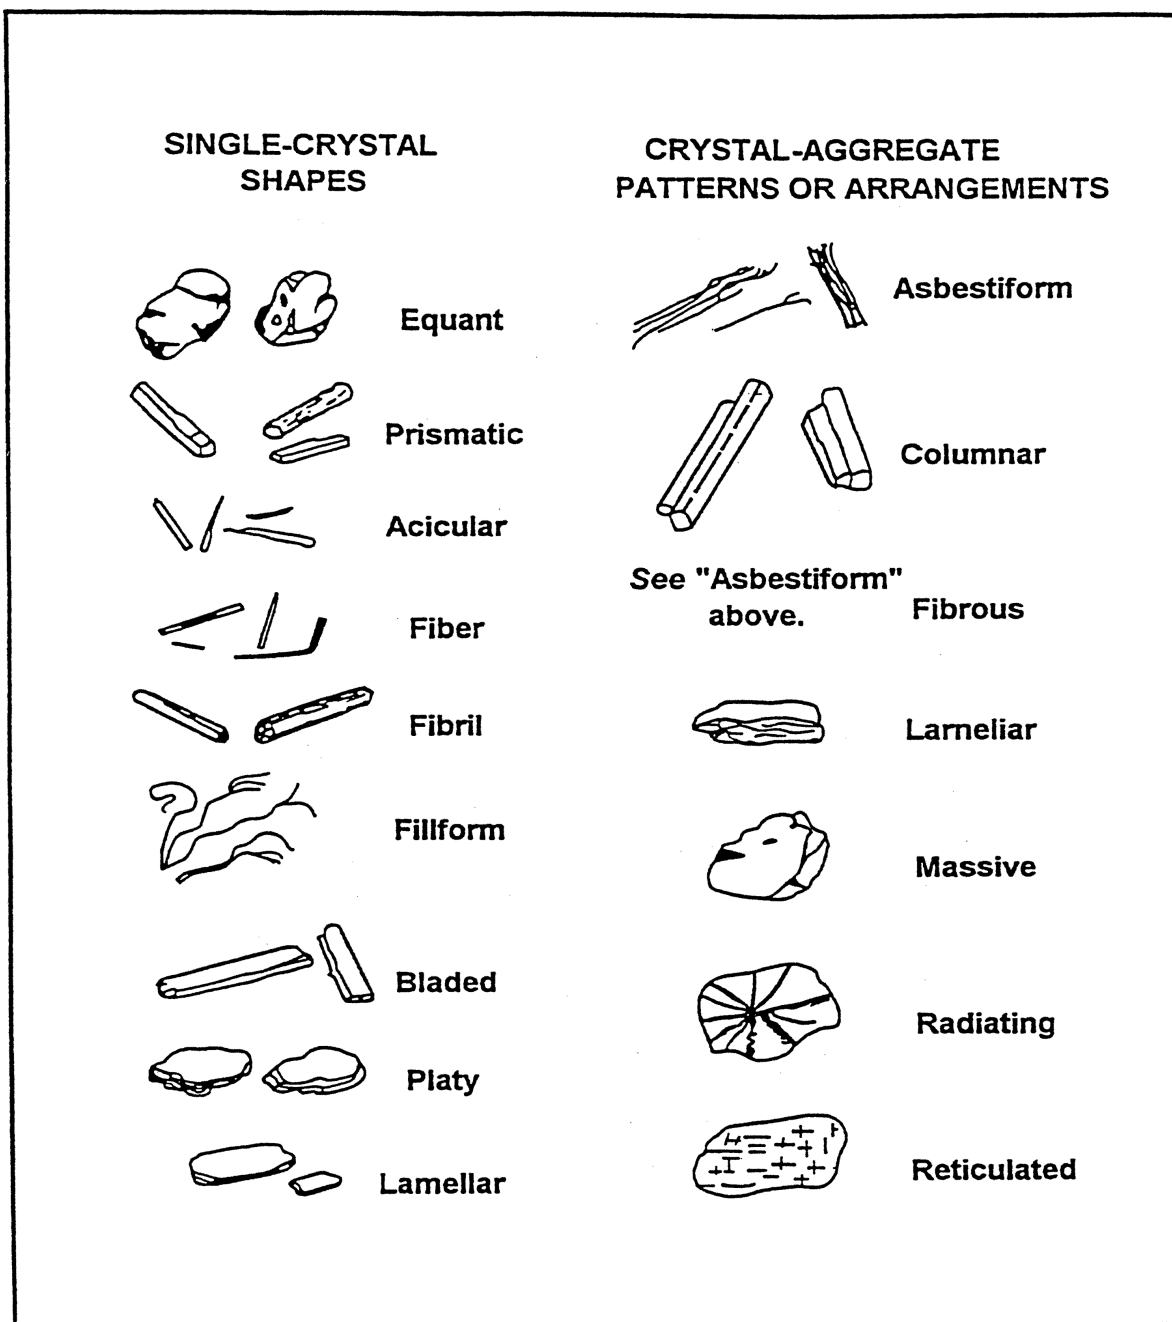 SINGLE-CRYSTAL
SHAPES
Equant
Prismatic
Acicular
Fiber
Fibril
Fillform
Bladed
Platy
Lamellar
CRYSTAL-AGGREGATE
PATTERNS OR ARRANGEMENTS
Asbestiform
Columnar
See "Asbestiform"
above.
Fibrous
Larneliar
Massive
Radiating
Reticulated